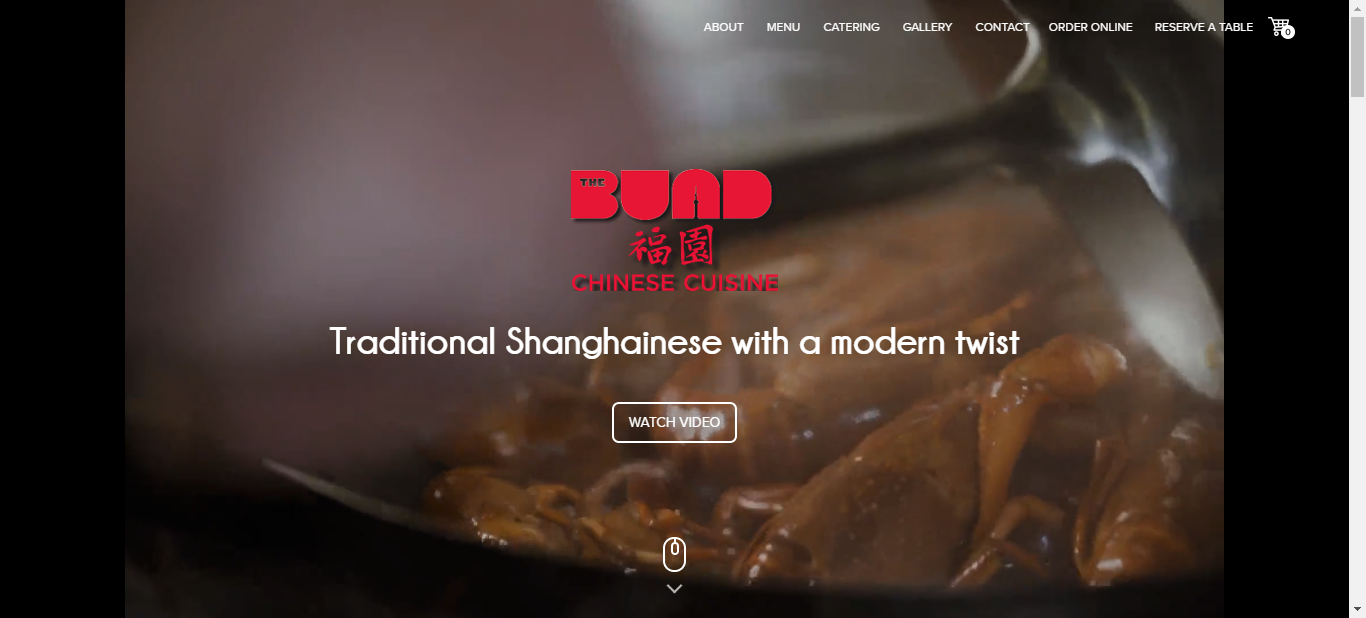 ABOUT MENU CATERING GALLERY CONTACT ORDER ONLINE RESERVE A TABLE 0
THE BUAD
福園
CHINESE CUISINE
Traditional Shanghainese with a modern twist
WATCH VIDEO